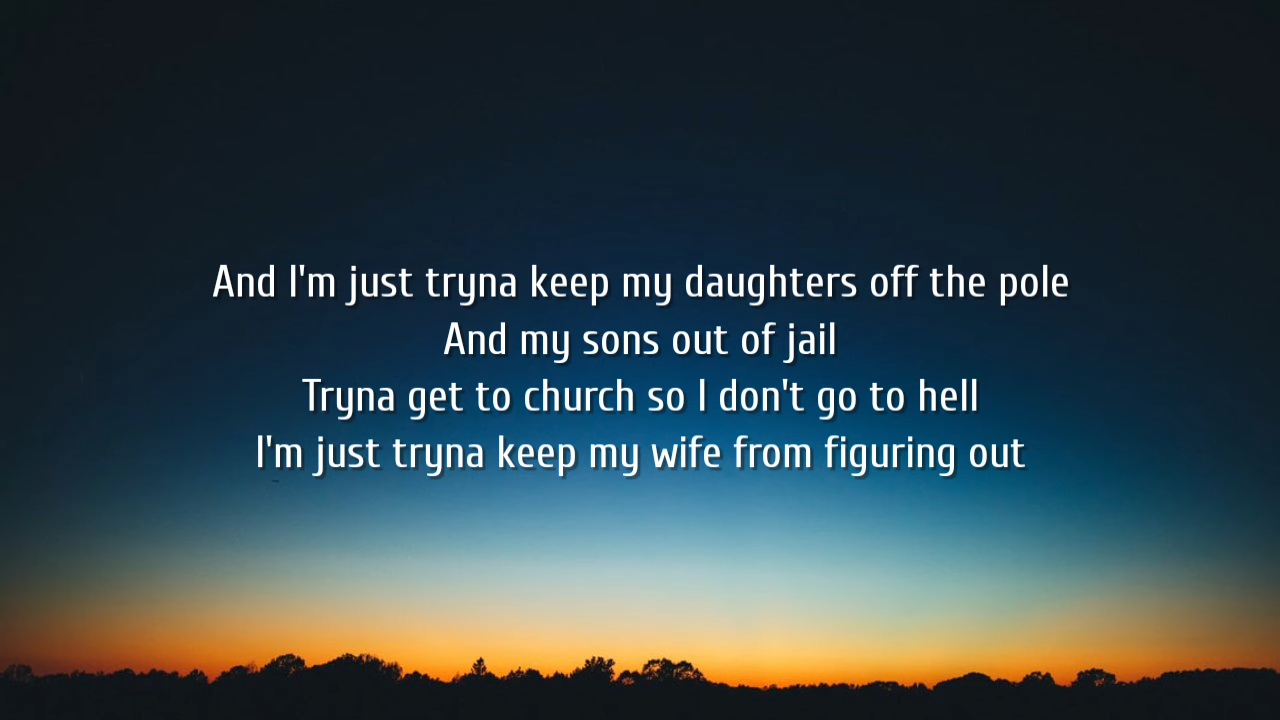 And I'm just tryna keep my daughters off the pole
And my sons out of jail
Tryna get to church so I don't go to hell
I'm just tryna keep my wife from figuring out